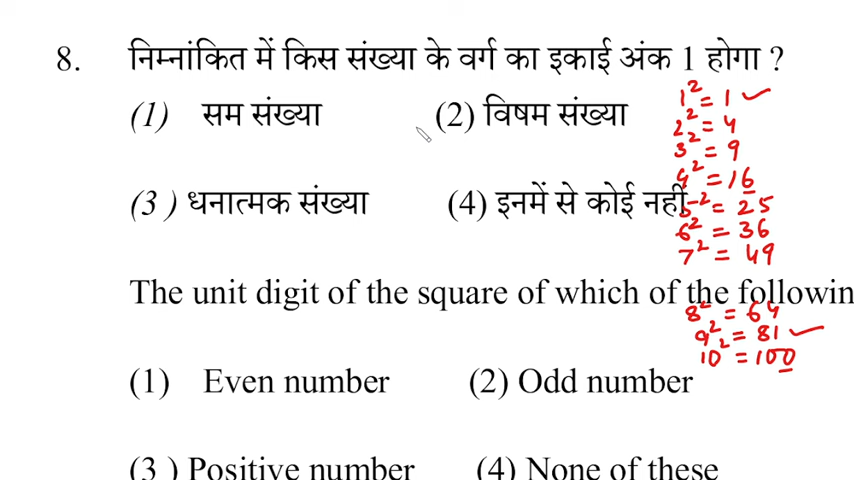 8. निम्नांकित में किस संख्या के वर्ग का इकाई अंक 1 होगा ?
(1) सम संख्या (2) विषम संख्या
(3 ) धनात्मक संख्या (4) इनमें से कोई नहीं
1² = 1 ✓
2² = 4
3² = 9
4² = 16
5² = 25
6² = 36
7² = 49
The unit digit of the square of which of the followin
8² = 64
9² = 81 ✓
10² = 100
(1) Even number (2) Odd number
(3 ) Positive number (4) None of these